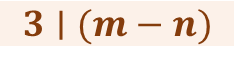 3 | (m − n)